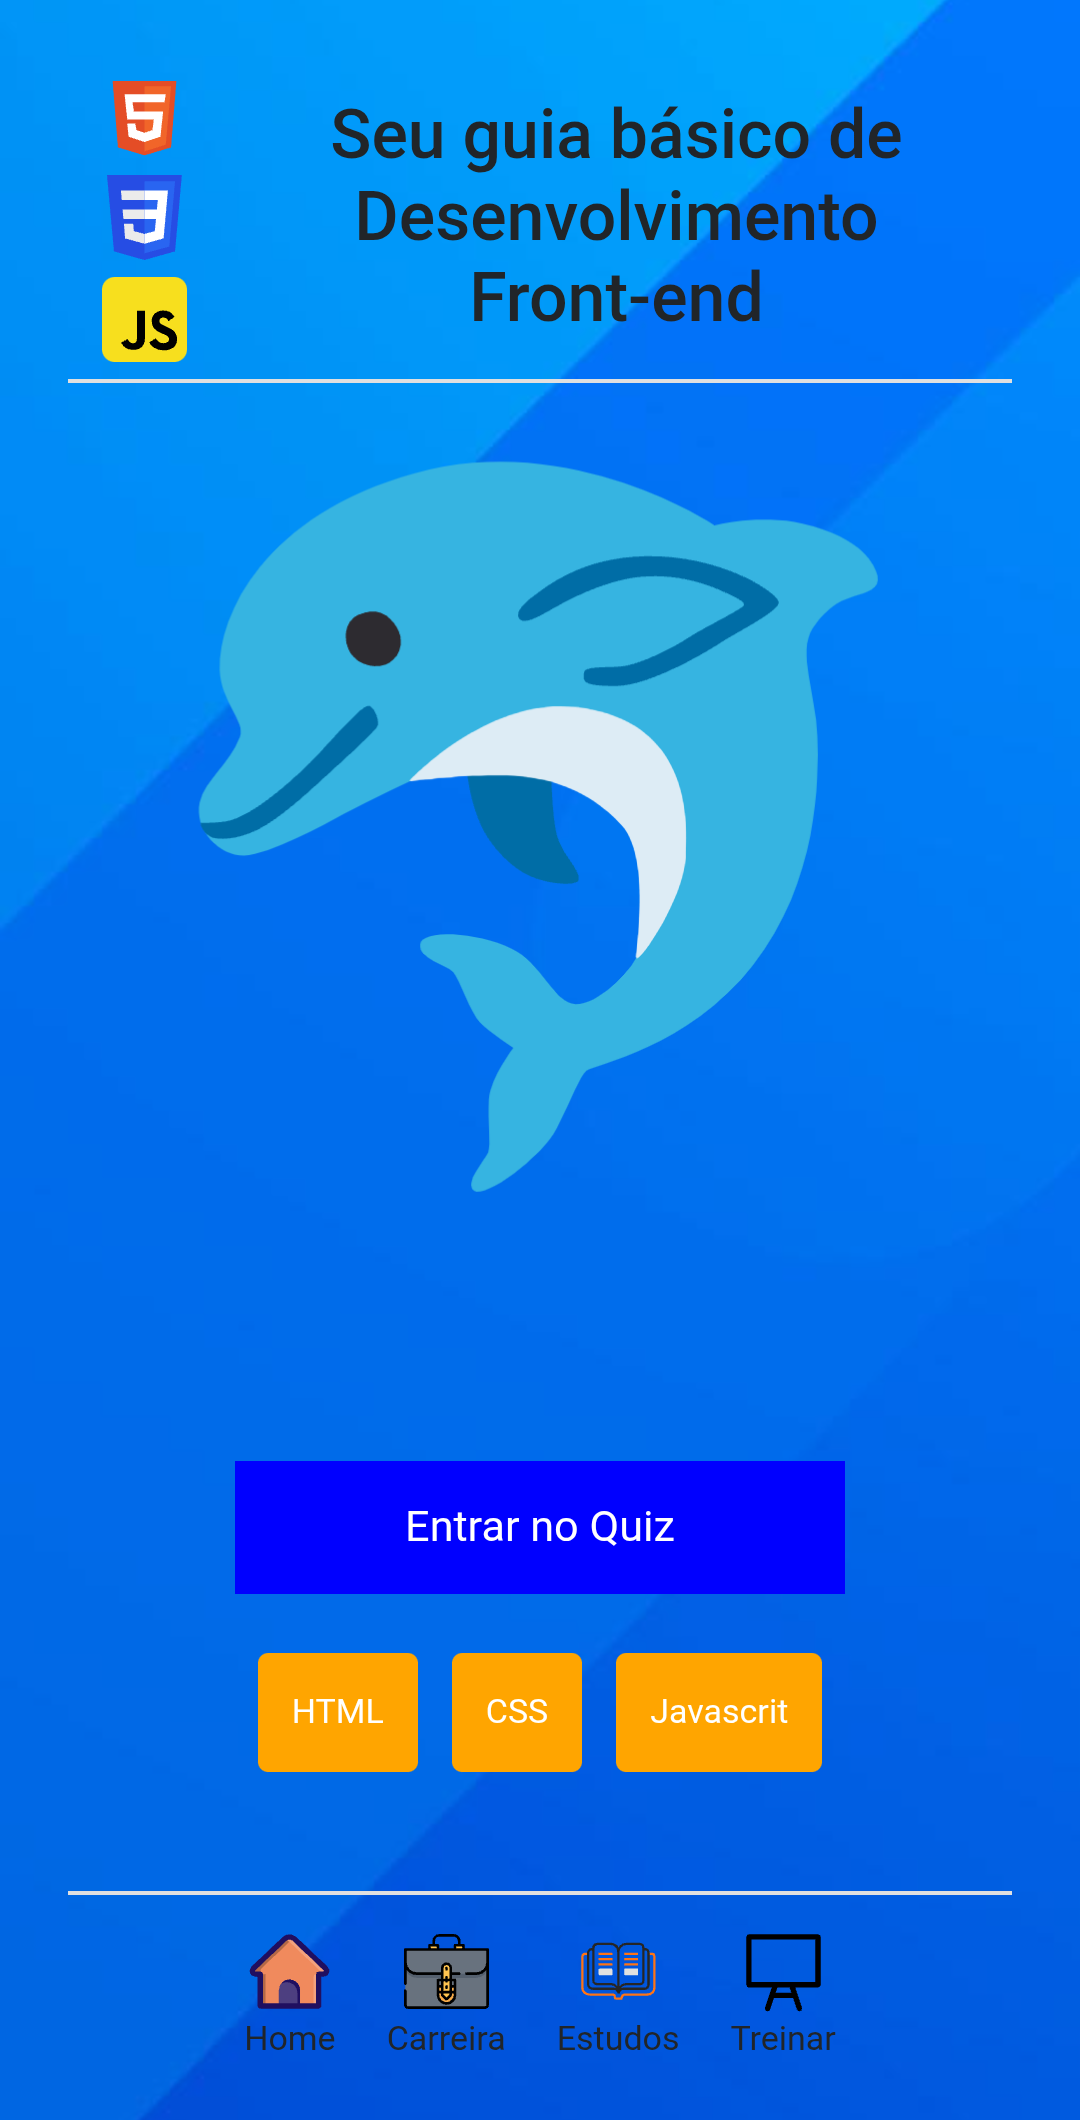 5
3
JS
Seu guia básico de
Desenvolvimento
Front-end
Entrar no Quiz
HTML CSS Javascrit
Home Carreira Estudos Treinar